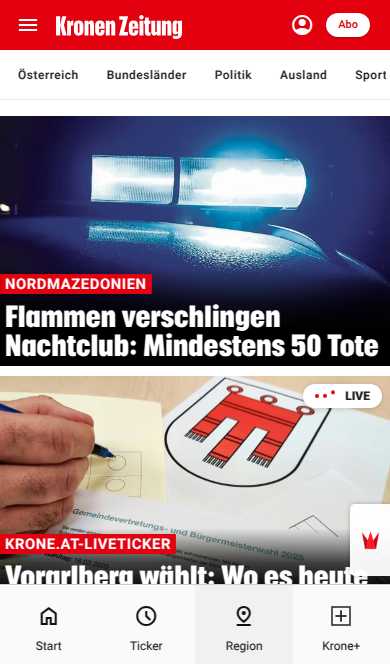 Kronen Zeitung
Abo
Österreich Bundesländer Politik Ausland Sport
NORDMAZEDONIEN
Flammen verschlingen
Nachtclub: Mindestens 50 Tote
LIVE
Gemeindevertretungs- und Bürgermeisterwahl 2025
KRONE.AT-LIVETICKER
Vorarlberg wählt: Wo es heute
Start Ticker Region Krone+